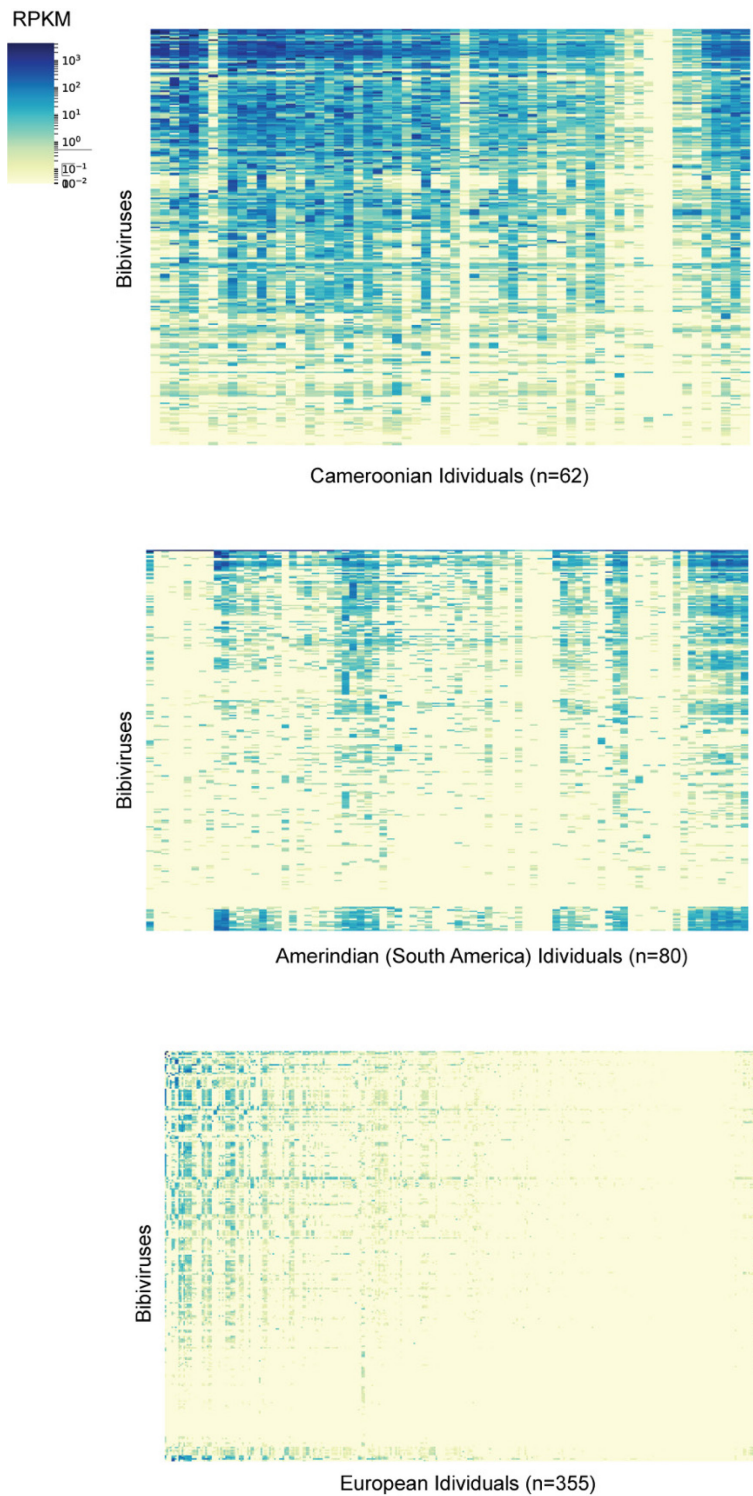 RPKM
10³
10²
10¹
10⁰
10⁻¹
10⁻²
Bibiviruses
Cameroonian Idividuals (n=62)
Bibiviruses
Amerindian (South America) Idividuals (n=80)
Bibiviruses
European Idividuals (n=355)